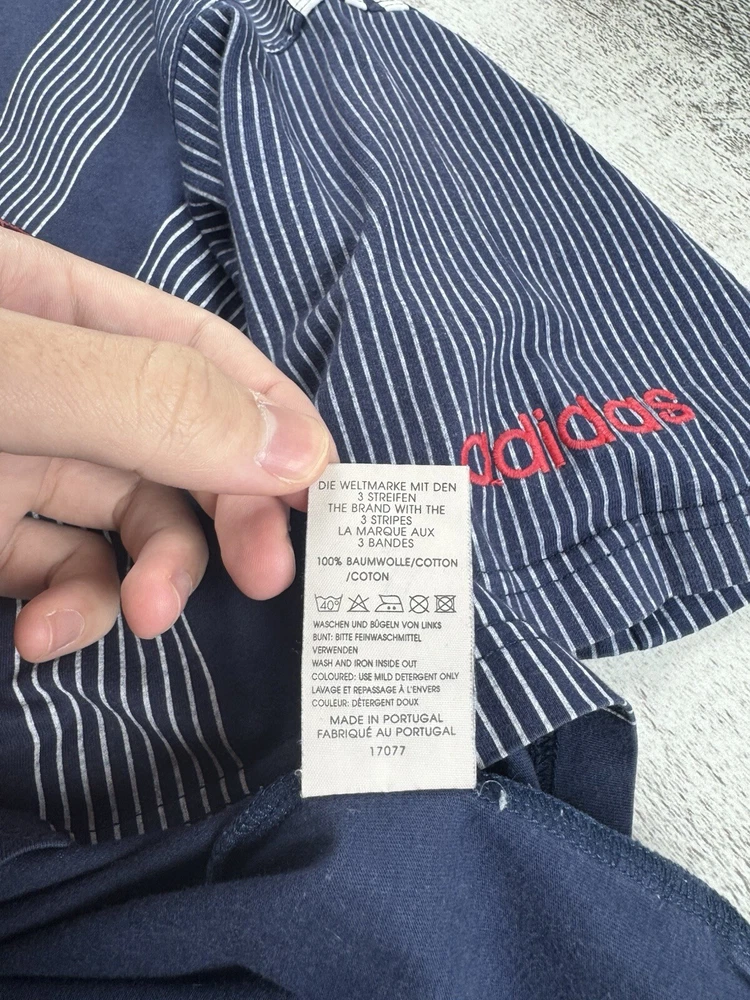 adidas
DIE WELTMARKE MIT DEN
3 STREIFEN
THE BRAND WITH THE
3 STRIPES
LA MARQUE AUX
3 BANDES
100% BAUMWOLLE/COTTON
/COTON
40°
WASCHEN UND BÜGELN VON LINKS
BUNT: BITTE FEINWASCHMITTEL
VERWENDEN
WASH AND IRON INSIDE OUT
COLOURED: USE MILD DETERGENT ONLY
LAVAGE ET REPASSAGE À L'ENVERS
COULEUR: DÉTERGENT DOUX
MADE IN PORTUGAL
FABRIQUÉ AU PORTUGAL
17077